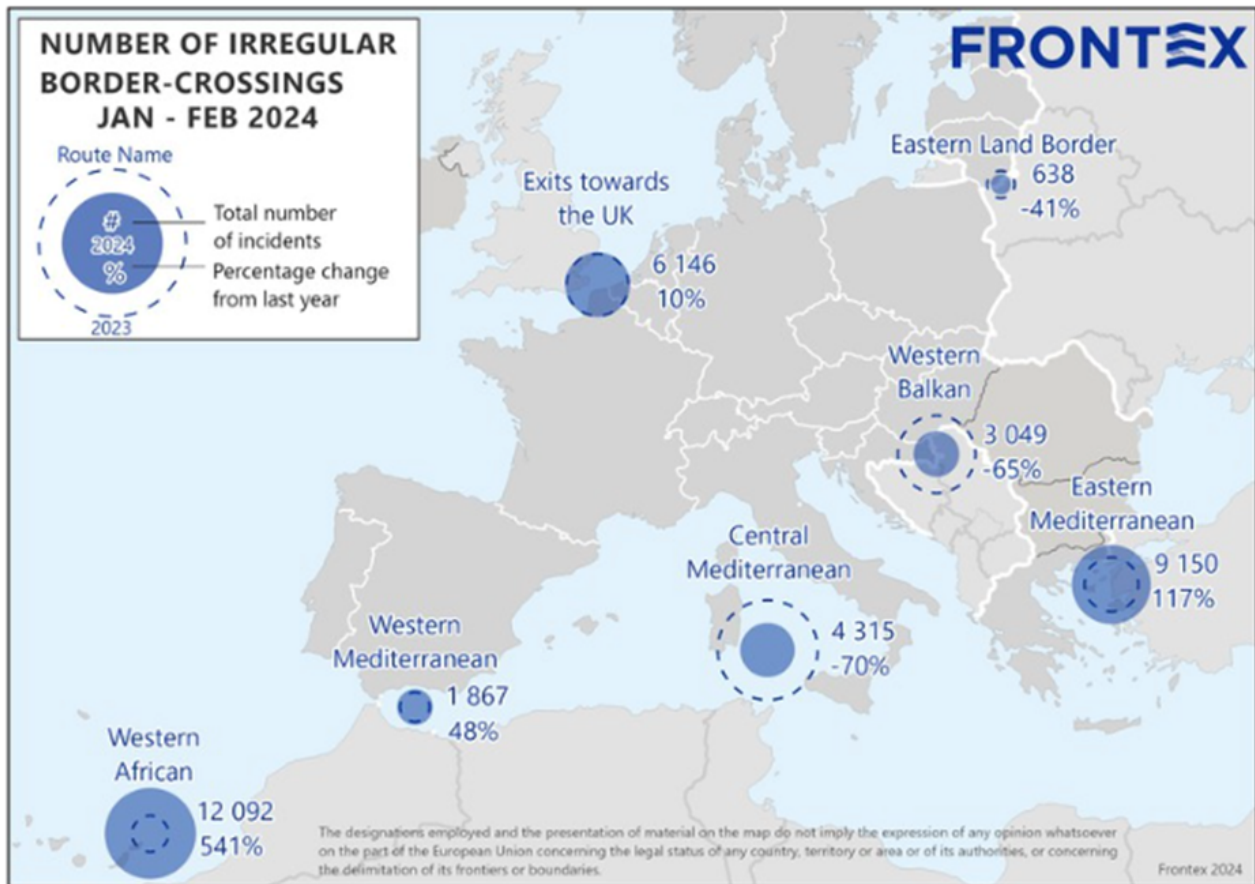 NUMBER OF IRREGULAR
BORDER-CROSSINGS
JAN - FEB 2024
Route Name
#
2024
%
Total number
of incidents
Percentage change
from last year
2023
FRONTEX
Eastern Land Border
638
-41%
Exits towards
the UK
6 146
10%
Western
Balkan
3 049
-65%
Eastern
Mediterranean
9 150
117%
Central
Mediterranean
4 315
-70%
Western
Mediterranean
1 867
48%
Western
African
12 092
541%
The designations employed and the presentation of material on the map do not imply the expression of any opinion whatsoever
on the part of the European Union concerning the legal status of any country, territory or area or of its authorities, or concerning
the delimitation of its frontiers or boundaries.
Frontex 2024